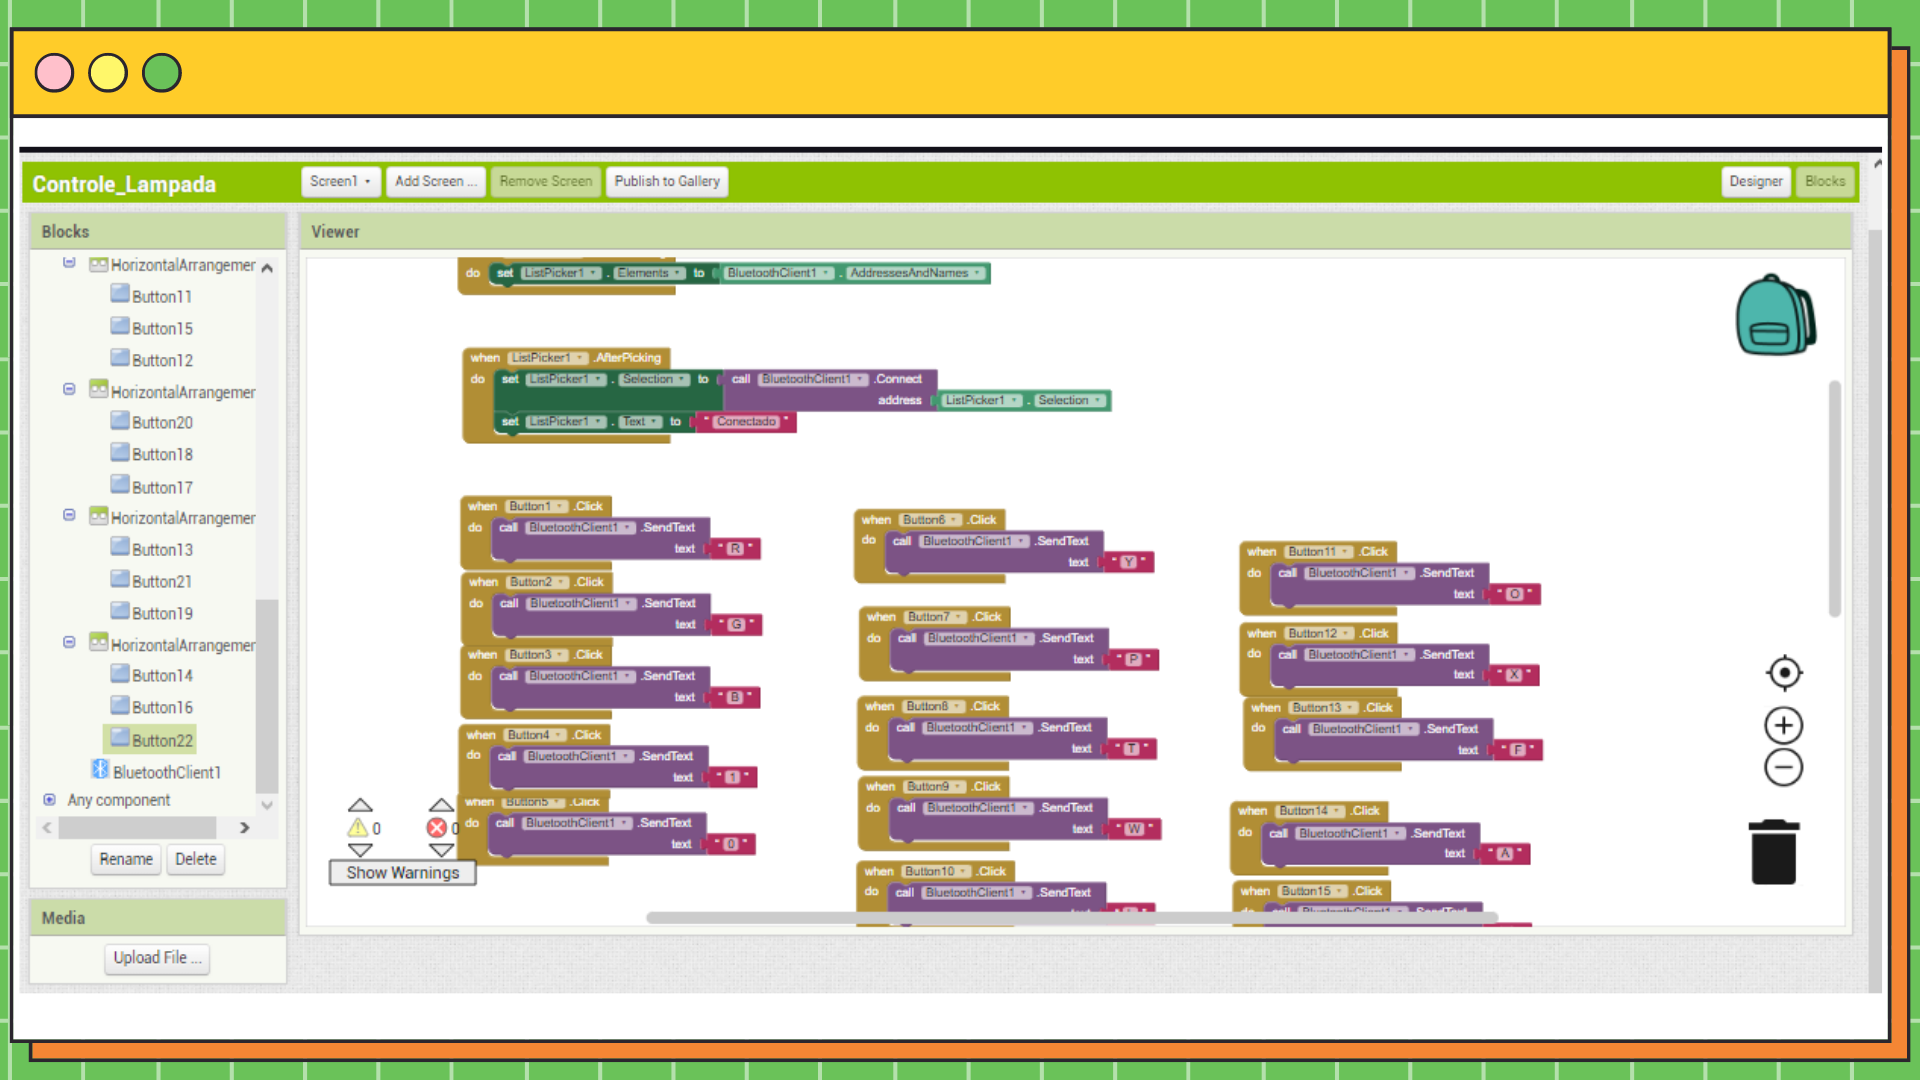 Controle_Lampada
Screen1
Add Screen ...
Remove Screen
Publish to Gallery
Designer
Blocks
Blocks
HorizontalArrangemer
Button11
Button15
Button12
HorizontalArrangemer
Button20
Button18
Button17
HorizontalArrangemer
Button13
Button21
Button19
HorizontalArrangemer
Button14
Button16
Button22
BluetoothClient1
Any component
Rename
Delete
Media
Upload File ...
Viewer
do set ListPicker1 . Elements to BluetoothClient1 . AddressesAndNames
when ListPicker1 .AfterPicking
do set ListPicker1 . Selection to call BluetoothClient1 .Connect
address ListPicker1 . Selection
set ListPicker1 . Text to " Conectado "
when Button1 .Click
do call BluetoothClient1 .SendText
text " R "
when Button2 .Click
do call BluetoothClient1 .SendText
text " G "
when Button3 .Click
do call BluetoothClient1 .SendText
text " B "
when Button4 .Click
do call BluetoothClient1 .SendText
text " 1 "
when Button5 .Click
do call BluetoothClient1 .SendText
text " 0 "
when Button6 .Click
do call BluetoothClient1 .SendText
text " Y "
when Button7 .Click
do call BluetoothClient1 .SendText
text " P "
when Button8 .Click
do call BluetoothClient1 .SendText
text " T "
when Button9 .Click
do call BluetoothClient1 .SendText
text " W "
when Button10 .Click
do call BluetoothClient1 .SendText
when Button11 .Click
do call BluetoothClient1 .SendText
text " O "
when Button12 .Click
do call BluetoothClient1 .SendText
text " X "
when Button13 .Click
do call BluetoothClient1 .SendText
text " F "
when Button14 .Click
do call BluetoothClient1 .SendText
text " A "
when Button15 .Click
do call BluetoothClient1 .SendText
0
0
Show Warnings